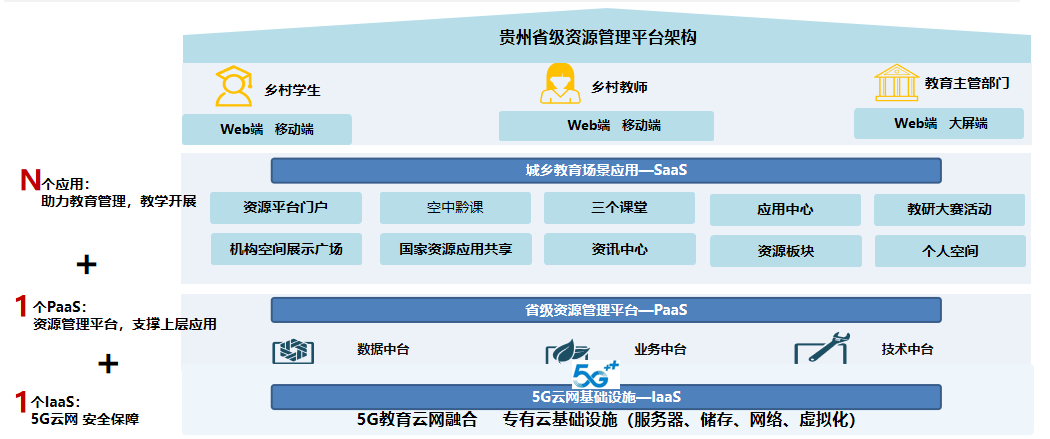 贵州省级资源管理平台架构
乡村学生
乡村教师
教育主管部门
Web端 移动端
Web端 移动端
Web端 大屏端
N个应用：
助力教育管理，教学开展
城乡教育场景应用—SaaS
资源平台门户
空中黔课
三个课堂
应用中心
教研大赛活动
机构空间展示广场
国家资源应用共享
资讯中心
资源板块
个人空间
+
1个PaaS：
资源管理平台，支撑上层应用
省级资源管理平台—PaaS
数据中台
业务中台
技术中台
+
1个IaaS：
5G云网 安全保障
5G++
5G云网基础设施—IaaS
5G教育云网融合 专有云基础设施（服务器、储存、网络、虚拟化）